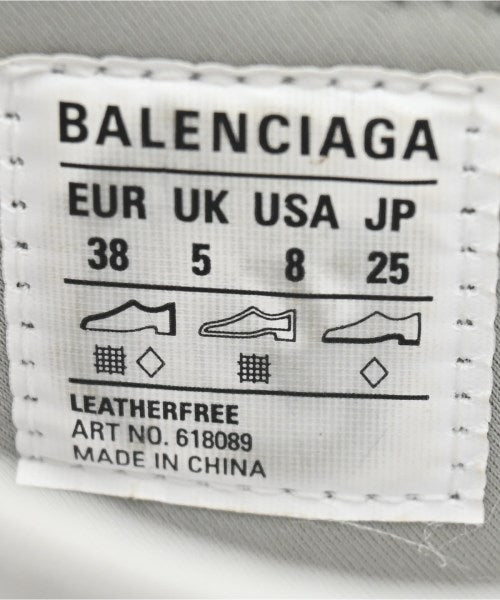 BALENCIAGA
EUR UK USA JP
38 5 8 25
LEATHERFREE
ART NO. 618089
MADE IN CHINA